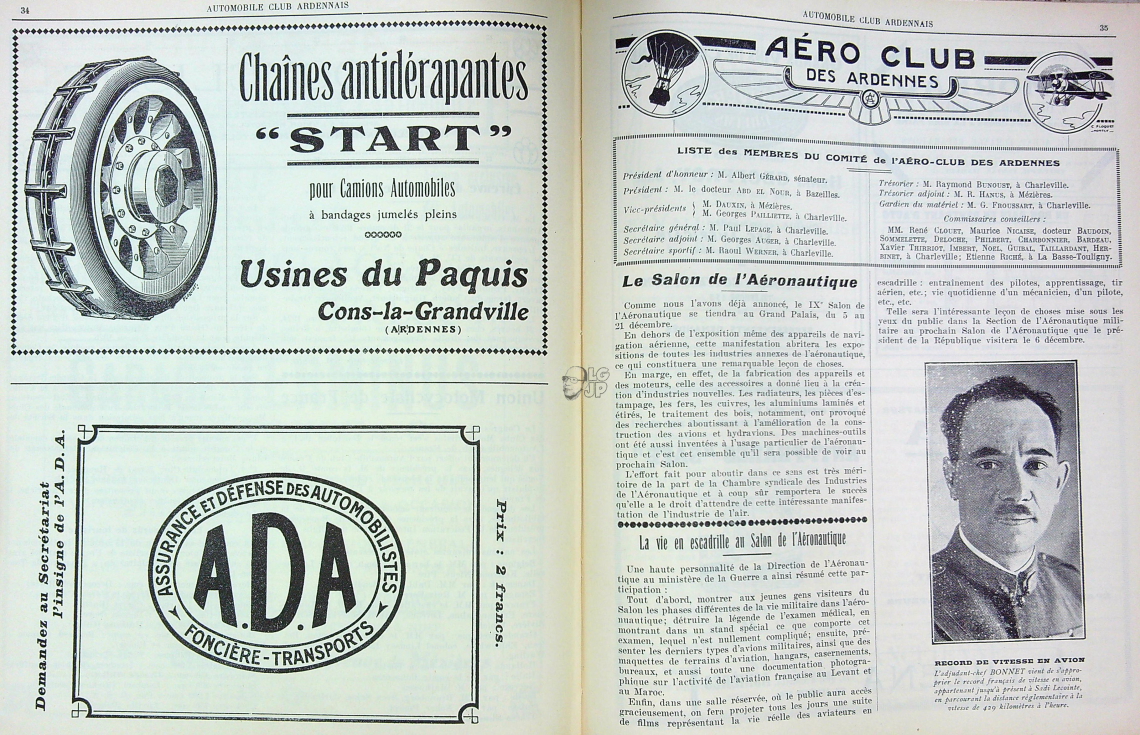 34
AUTOMOBILE CLUB ARDENNAIS
Chaînes antidérapantes
"START"
pour Camions Automobiles
à bandages jumelés pleins
Usines du Paquis
Cons-la-Grandville
(ARDENNES)
Demandez au Secrétariat
l'insigne de l'A. D. A.
ASSURANCE ET DÉFENSE DES AUTOMOBILISTES
A.D.A
FONCIÈRE-TRANSPORTS
Prix : 2 francs.
LG
JP
AUTOMOBILE CLUB ARDENNAIS
35
AÉRO CLUB
DES ARDENNES
LISTE des MEMBRES DU COMITÉ de l'AÉRO-CLUB DES ARDENNES
Président d'honneur : M. Albert GÉRARD, sénateur.
Président : M. le docteur ABD EL NOUR, à Bazeilles.
Vice-présidents { M. DAUXIN, à Mézières.
M. Georges PAILLETTE, à Charleville.
Secrétaire général : M. Paul LEPAGE, à Charleville.
Secrétaire adjoint : M. Georges AUGER, à Charleville.
Secrétaire sportif : M. Raoul WERNER, à Charleville.
Trésorier : M. Raymond BUNOUST, à Charleville.
Trésorier adjoint : M. R. HANUS, à Mézières.
Gardien du matériel : M. G. FROUSSART, à Charleville.
Commissaires conseillers :
MM. René CLOUET, Maurice NICAISE, docteur BAUDOIN,
SOMMELETTE, DELOCHE, PHILBERT, CHARBONNIER, BARDEAU,
Xavier THIRRIOT, IMBERT, NOEL, GUIBAL, TAILLARDANT, HER-
BINET, à Charleville; Etienne RICHÉ, à La Basse-Touligny.
Le Salon de l'Aéronautique
Comme nous l'avons déjà annoncé, le IXe Salon de
l'Aéronautique se tiendra au Grand Palais, du 5 au
21 décembre.
En dehors de l'exposition même des appareils de navi-
gation aérienne, cette manifestation abritera les expo-
sitions de toutes les industries annexes de l'aéronautique,
ce qui constituera une remarquable leçon de choses.
En marge, en effet, de la fabrication des appareils et
des moteurs, celle des accessoires a donné lieu à la créa-
tion d'industries nouvelles. Les radiateurs, les pièces d'es-
tampage, les fers, les cuivres, les aluminiums laminés et
étirés, le traitement des bois, notamment, ont provoqué
des recherches aboutissant à l'amélioration de la cons-
truction des avions et hydravions. Des machines-outils
ont été aussi inventées à l'usage particulier de l'aéronau-
tique et c'est cet ensemble qu'il sera possible de voir au
prochain Salon.
L'effort fait pour aboutir dans ce sens est très méri-
toire de la part de la Chambre syndicale des Industries
de l'Aéronautique et à coup sûr remportera le succès
qu'elle a le droit d'attendre de cette intéressante manifes-
tation de l'industrie de l'air.
La vie en escadrille au Salon de l'Aéronautique
Une haute personnalité de la Direction de l'Aéronau-
tique au ministère de la Guerre a ainsi résumé cette par-
ticipation :
Tout d'abord, montrer aux jeunes gens visiteurs du
Salon les phases différentes de la vie militaire dans l'aéro-
nautique; détruire la légende de l'examen médical, en
montrant dans un stand spécial ce que comporte cet
examen, lequel n'est nullement compliqué; ensuite, pré-
senter les derniers types d'avions militaires, ainsi que des
maquettes de terrains d'aviation, hangars, casernements,
bureaux, et aussi toute une documentation photogra-
phique sur l'activité de l'aviation française au Levant et
au Maroc.
Enfin, dans une salle réservée, où le public aura accès
gracieusement, on fera projeter tous les jours une suite
de films représentant la vie réelle des aviateurs en
escadrille : entraînement des pilotes, apprentissage, tir
aérien, etc.; vie quotidienne d'un mécanicien, d'un pilote,
etc., etc.
Telle sera l'intéressante leçon de choses mise sous les
yeux du public dans la Section de l'Aéronautique mili-
taire au prochain Salon de l'Aéronautique que le pré-
sident de la République visitera le 6 décembre.
RECORD DE VITESSE EN AVION
L'adjudant-chef BONNET vient de s'appro-
prier le record français de vitesse en avion,
appartenant jusqu'à présent à Sadi Lecointe,
en parcourant la distance réglementaire à la
vitesse de 429 kilomètres à l'heure.